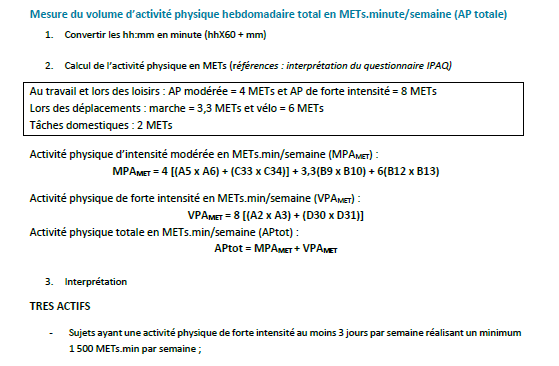 Mesure du volume d'activité physique hebdomadaire total en METs.minute/semaine (AP totale)
1. Convertir les hh:mm en minute (hhX60 + mm)
2. Calcul de l'activité physique en METs (références : interprétation du questionnaire IPAQ)
Au travail et lors des loisirs : AP modérée = 4 METs et AP de forte intensité = 8 METs
Lors des déplacements : marche = 3,3 METs et vélo = 6 METs
Tâches domestiques : 2 METs
Activité physique d'intensité modérée en METs.min/semaine (MPAMET) :
MPAMET = 4 [(A5 x A6) + (C33 x C34)] + 3,3(B9 x B10) + 6(B12 x B13)
Activité physique de forte intensité en METs.min/semaine (VPAMET) :
VPAMET = 8 [(A2 x A3) + (D30 x D31)]
Activité physique totale en METs.min/semaine (APtot) :
APtot = MPAMET + VPAMET
3. Interprétation
TRES ACTIFS
- Sujets ayant une activité physique de forte intensité au moins 3 jours par semaine réalisant un minimum
1 500 METs.min par semaine ;